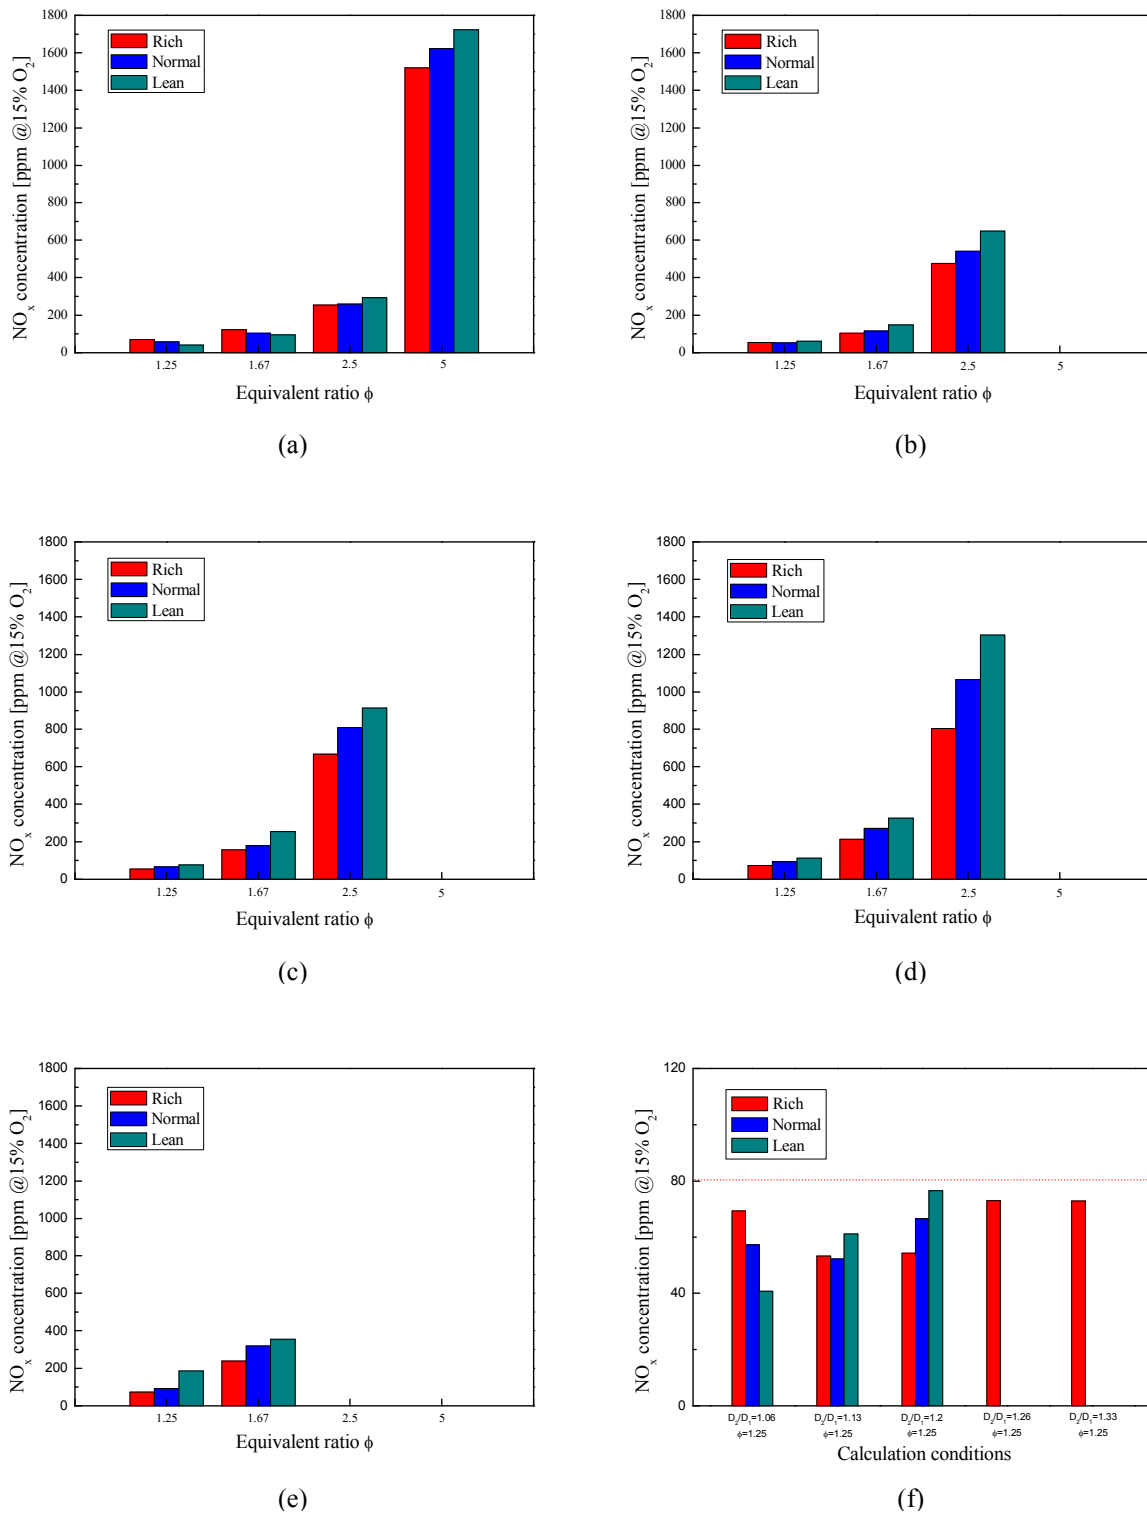 1800
1600
1400
1200
1000
800
600
400
200
0
NOₓ concentration [ppm @15% O₂]
Rich
Normal
Lean
1.25 1.67 2.5 5
Equivalent ratio ϕ
(a)
1800
1600
1400
1200
1000
800
600
400
200
0
NOₓ concentration [ppm @15% O₂]
Rich
Normal
Lean
1.25 1.67 2.5 5
Equivalent ratio ϕ
(b)
1800
1600
1400
1200
1000
800
600
400
200
0
NOₓ concentration [ppm @15% O₂]
Rich
Normal
Lean
1.25 1.67 2.5 5
Equivalent ratio ϕ
(c)
1800
1600
1400
1200
1000
800
600
400
200
0
NOₓ concentration [ppm @15% O₂]
Rich
Normal
Lean
1.25 1.67 2.5 5
Equivalent ratio ϕ
(d)
1800
1600
1400
1200
1000
800
600
400
200
0
NOₓ concentration [ppm @15% O₂]
Rich
Normal
Lean
1.25 1.67 2.5 5
Equivalent ratio ϕ
(e)
120
80
40
0
NOₓ concentration [ppm @15% O₂]
Rich
Normal
Lean
D₂/D₁=1.06 D₂/D₁=1.13 D₂/D₁=1.2 D₂/D₁=1.26 D₂/D₁=1.33
ϕ=1.25 ϕ=1.25 ϕ=1.25 ϕ=1.25 ϕ=1.25
Calculation conditions
(f)